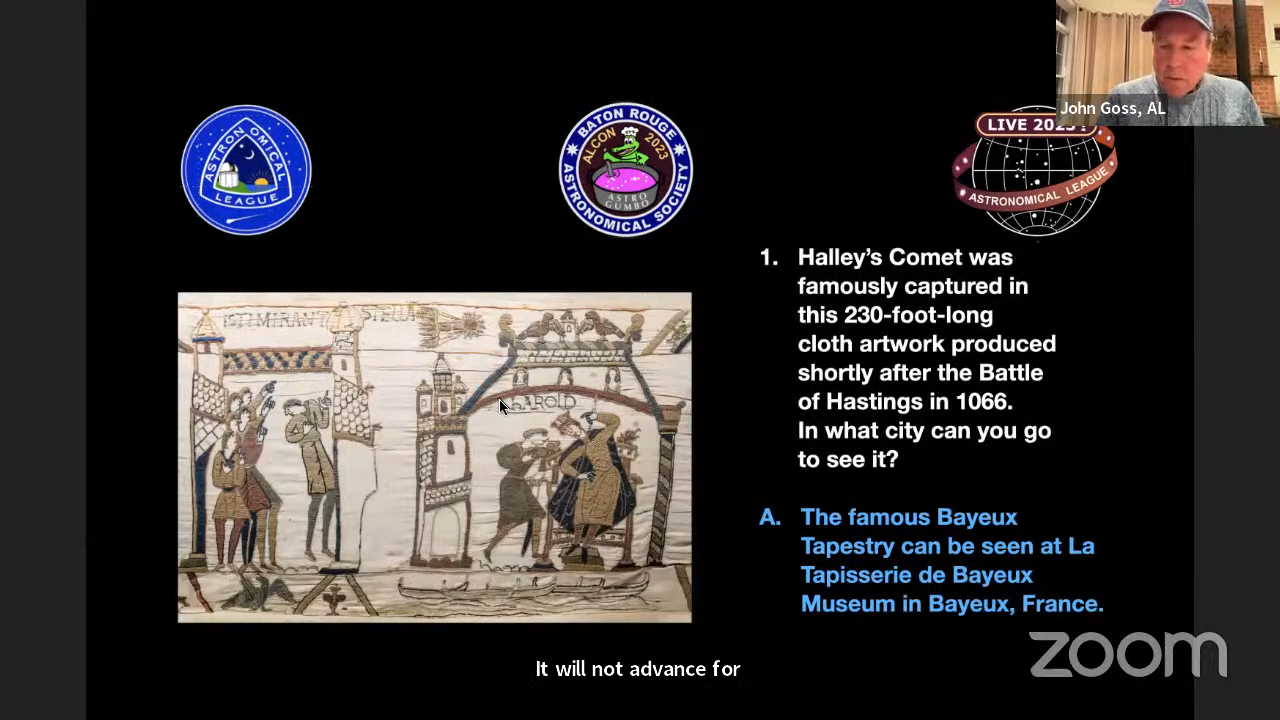 John Goss, AL
ASTRONOMICAL
LEAGUE
BATON ROUGE
ALCON 2023
ASTRO
GUMBO
ASTRONOMICAL SOCIETY
LIVE 2023!
ASTRONOMICAL LEAGUE
1. Halley’s Comet was
famously captured in
this 230-foot-long
cloth artwork produced
shortly after the Battle
of Hastings in 1066.
In what city can you go
to see it?
ISTI MIRANT STELLA
HAROLD
A. The famous Bayeux
Tapestry can be seen at La
Tapisserie de Bayeux
Museum in Bayeux, France.
It will not advance for
zoom